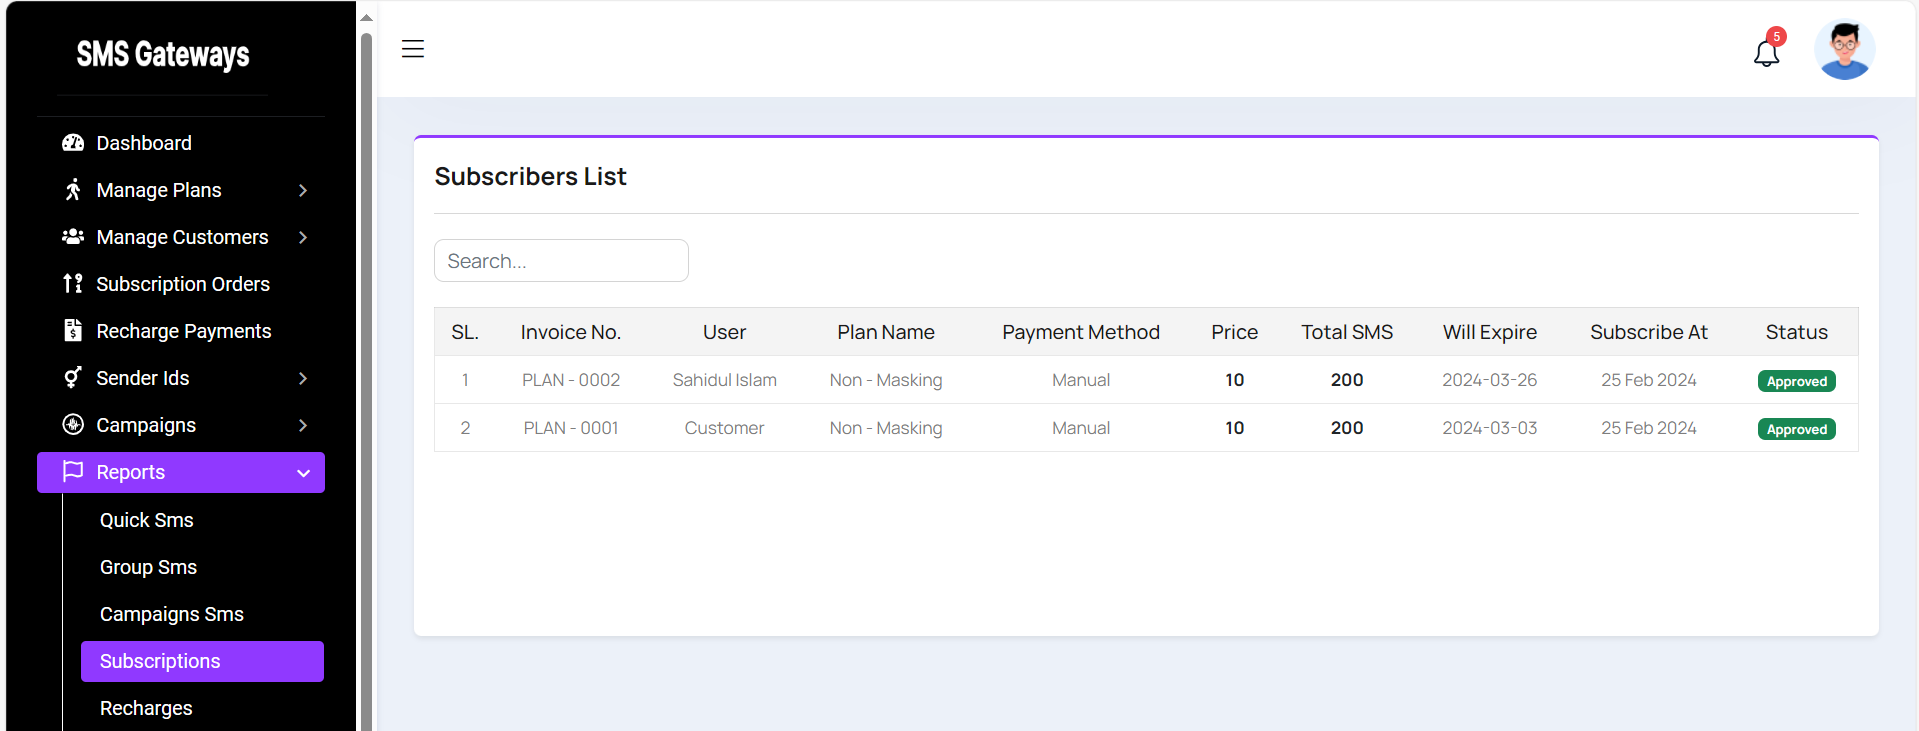 SMS Gateways
Dashboard
Manage Plans
Manage Customers
Subscription Orders
Recharge Payments
Sender Ids
Campaigns
Reports
Quick Sms
Group Sms
Campaigns Sms
Subscriptions
Recharges
5
Subscribers List
Search...
SL. Invoice No. User Plan Name Payment Method Price Total SMS Will Expire Subscribe At Status
1 PLAN - 0002 Sahidul Islam Non - Masking Manual 10 200 2024-03-26 25 Feb 2024 Approved
2 PLAN - 0001 Customer Non - Masking Manual 10 200 2024-03-03 25 Feb 2024 Approved